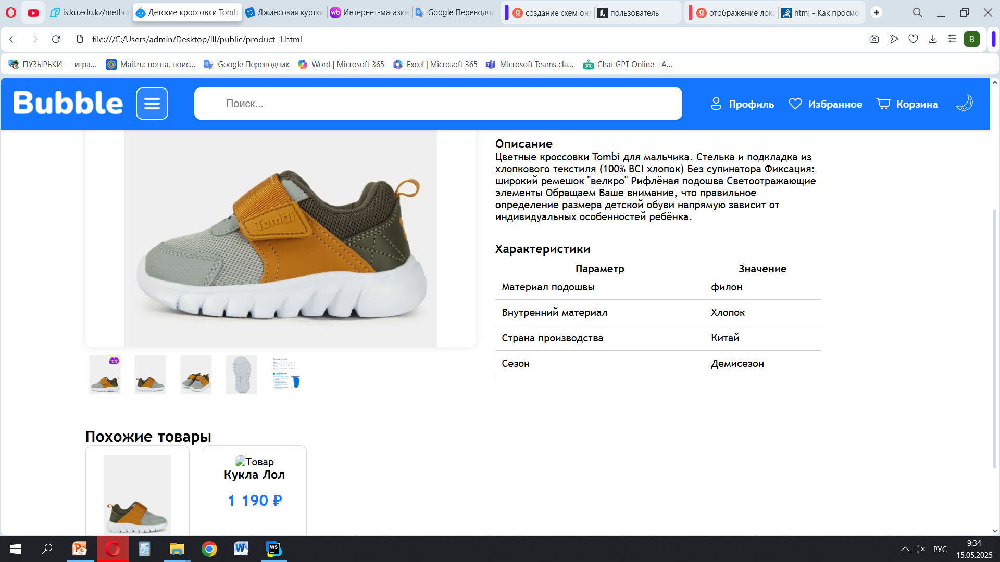 is.ku.edu.kz/metho
Детские кроссовки Tomb
Джинсовая куртка
Интернет-магазин
Google Переводчи
создание схем онл
пользователь
отображение лока
html - Как просмо
file:///C:/Users/admin/Desktop/lll/public/product_1.html
B
ПУЗЫРЬКИ — игра...
Mail.ru: почта, поис...
Google Переводчик
Word | Microsoft 365
Excel | Microsoft 365
Microsoft Teams cla...
Chat GPT Online - A...
Bubble
Поиск...
Профиль
Избранное
Корзина
Tombi
Описание
Цветные кроссовки Tombi для мальчика. Стелька и подкладка из
хлопкового текстиля (100% BCI хлопок) Без супинатора Фиксация:
широкий ремешок "велкро" Рифлёная подошва Светоотражающие
элементы Обращаем Ваше внимание, что правильное
определение размера детской обуви напрямую зависит от
индивидуальных особенностей ребёнка.
Характеристики
Параметр Значение
Материал подошвы филон
Внутренний материал Хлопок
Страна производства Китай
Сезон Демисезон
Похожие товары
Товар
Кукла Лол
1 190 ₽
РУС
9:34
15.05.2025